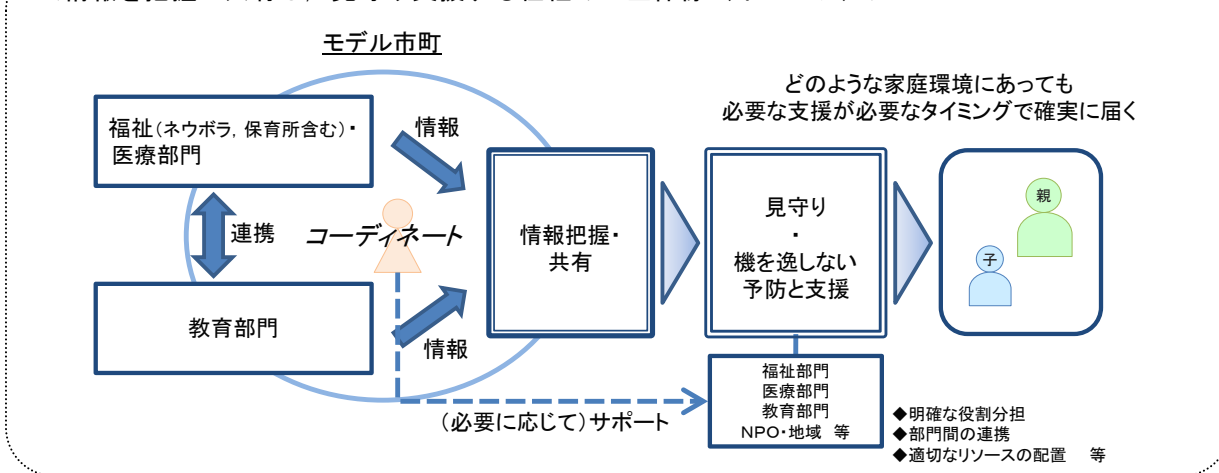 モデル市町
どのような家庭環境にあっても
必要な支援が必要なタイミングで確実に届く
福祉(ネウボラ, 保育所含む)・
医療部門
情報
連携
コーディネート
教育部門
情報
情報把握・
共有
見守り
・
機を逸しない
予防と支援
親
子
福祉部門
医療部門
教育部門
NPO・地域 等
(必要に応じて)サポート
◆明確な役割分担
◆部門間の連携
◆適切なリソースの配置 等